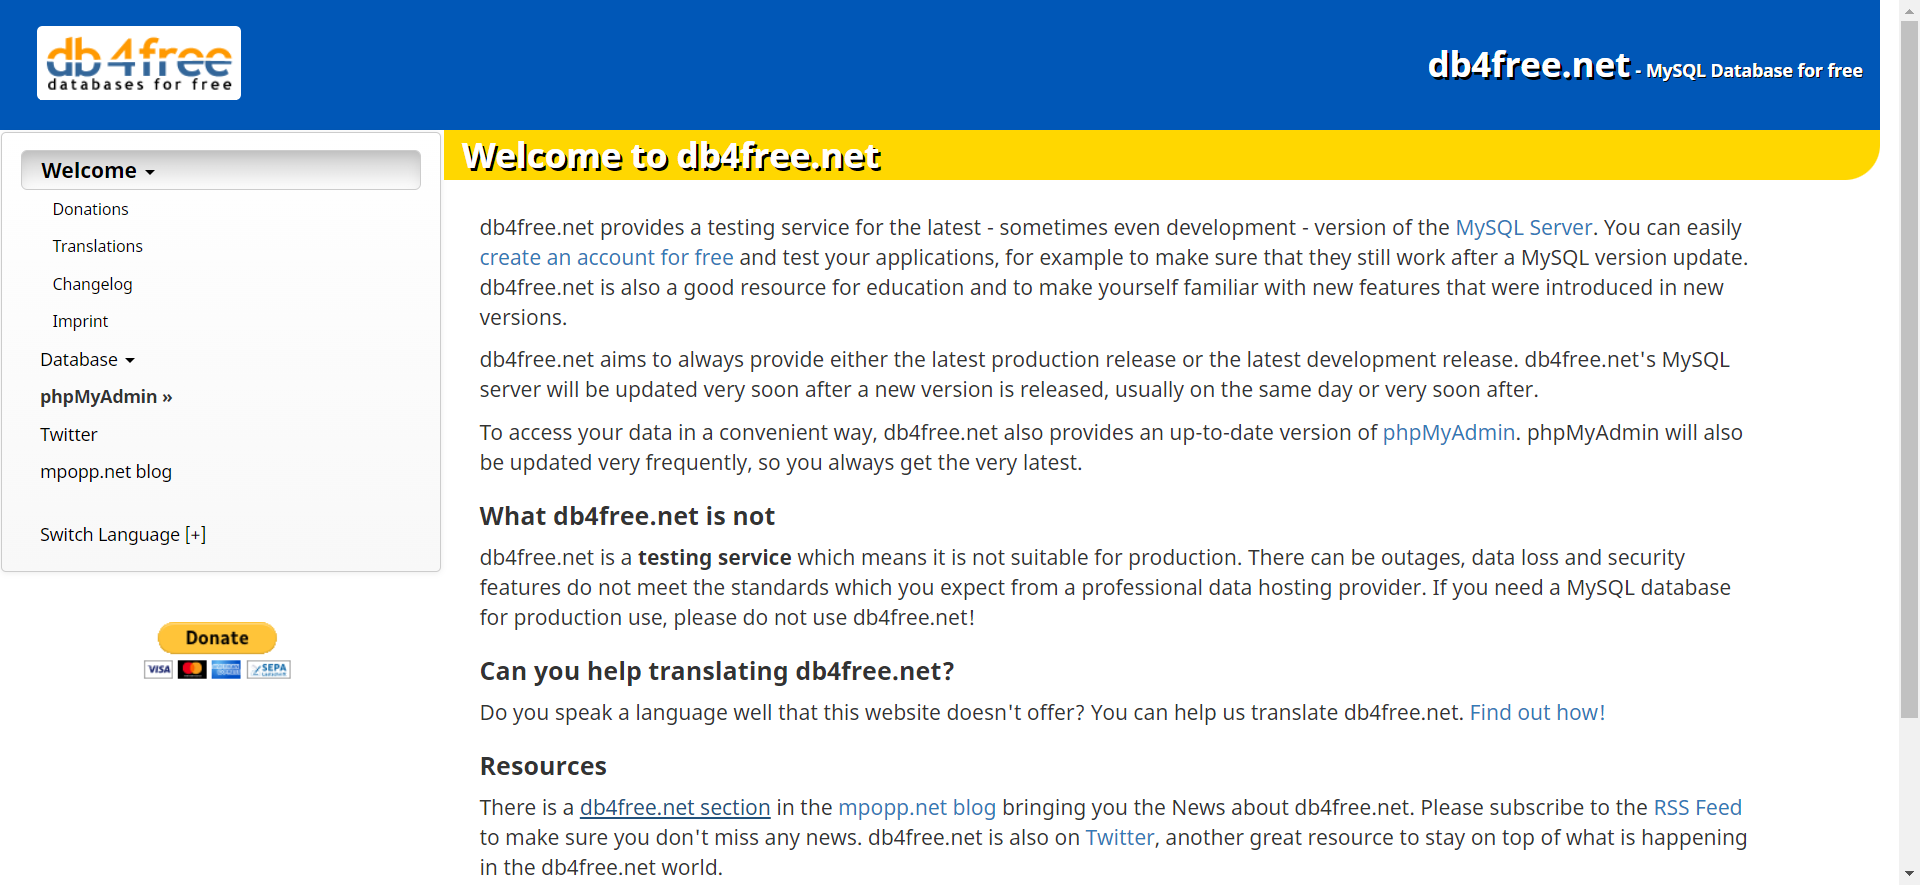 db4free
databases for free
db4free.net - MySQL Database for free
Welcome
Donations
Translations
Changelog
Imprint
Database
phpMyAdmin »
Twitter
mpopp.net blog
Switch Language [+]
Donate
VISA
SEPA
Welcome to db4free.net
db4free.net provides a testing service for the latest - sometimes even development - version of the MySQL Server. You can easily
create an account for free and test your applications, for example to make sure that they still work after a MySQL version update.
db4free.net is also a good resource for education and to make yourself familiar with new features that were introduced in new
versions.
db4free.net aims to always provide either the latest production release or the latest development release. db4free.net's MySQL
server will be updated very soon after a new version is released, usually on the same day or very soon after.
To access your data in a convenient way, db4free.net also provides an up-to-date version of phpMyAdmin. phpMyAdmin will also
be updated very frequently, so you always get the very latest.
What db4free.net is not
db4free.net is a testing service which means it is not suitable for production. There can be outages, data loss and security
features do not meet the standards which you expect from a professional data hosting provider. If you need a MySQL database
for production use, please do not use db4free.net!
Can you help translating db4free.net?
Do you speak a language well that this website doesn't offer? You can help us translate db4free.net. Find out how!
Resources
There is a db4free.net section in the mpopp.net blog bringing you the News about db4free.net. Please subscribe to the RSS Feed
to make sure you don't miss any news. db4free.net is also on Twitter, another great resource to stay on top of what is happening
in the db4free.net world.